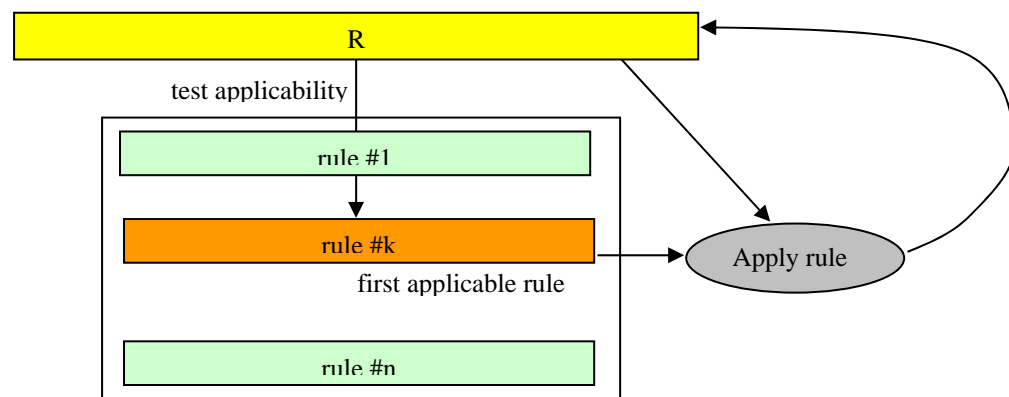 R
test applicability
rule #1
rule #k
Apply rule
first applicable rule
rule #n